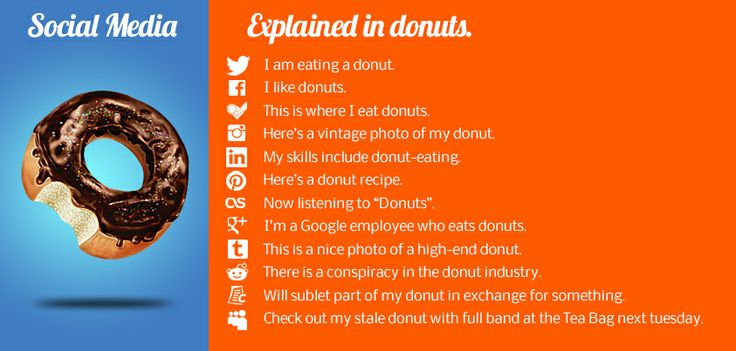 Social Media
Explained in donuts.
I am eating a donut.
I like donuts.
This is where I eat donuts.
Here's a vintage photo of my donut.
in My skills include donut-eating.
Here's a donut recipe.
Now listening to “Donuts”.
g+ I'm a Google employee who eats donuts.
t This is a nice photo of a high-end donut.
There is a conspiracy in the donut industry.
Will sublet part of my donut in exchange for something.
Check out my stale donut with full band at the Tea Bag next tuesday.